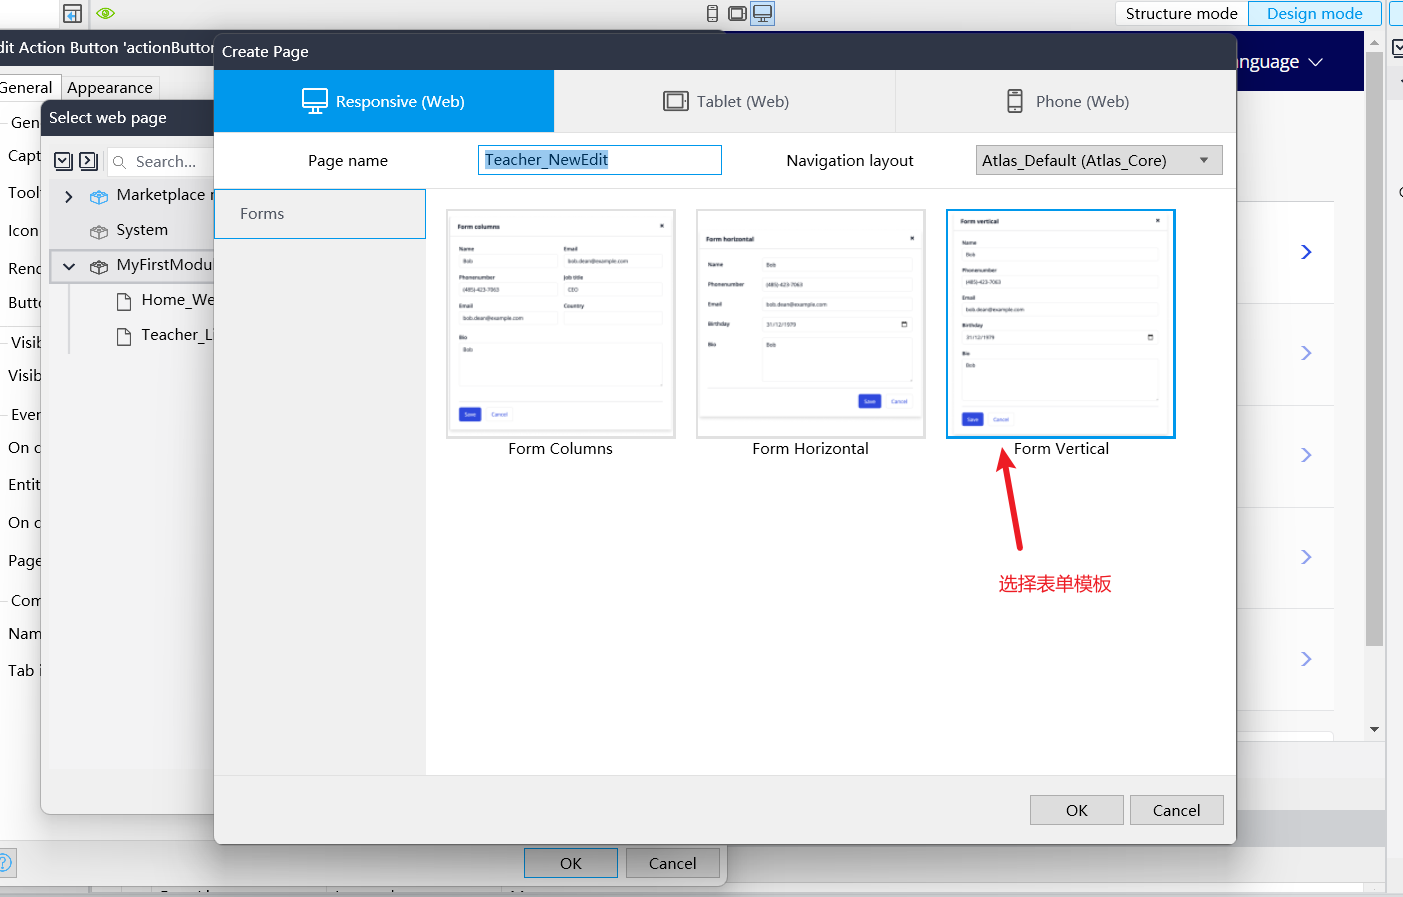 Structure mode
Design mode
dit Action Button 'actionButton
Create Page
nguage
General
Appearance
Responsive (Web)
Tablet (Web)
Phone (Web)
Gen
Select web page
Capt
Search...
Page name
Teacher_NewEdit
Navigation layout
Atlas_Default (Atlas_Core)
Tool
Marketplace
System
Icon
MyFirstModu
Rend
Home_We
Butt
Teacher_Li
Visib
Visib
Even
On c
Entit
On c
Page
Com
Nam
Tab i
Forms
Form columns
Name
Email
Bob
bob.dean@example.com
Phonenumber
Job title
(485)-423-7063
CEO
Email
Country
bob.dean@example.com
Bio
Bob
Save
Cancel
Form Columns
Form horizontal
Name
Bob
Phonenumber
(485)-423-7063
Email
bob.dean@example.com
Birthday
31/12/1979
Bio
Bob
Save
Cancel
Form Horizontal
Form vertical
Name
Bob
Phonenumber
(485)-423-7063
Email
bob.dean@example.com
Birthday
31/12/1979
Bio
Bob
Save
Cancel
Form Vertical
选择表单模板
OK
Cancel
OK
Cancel